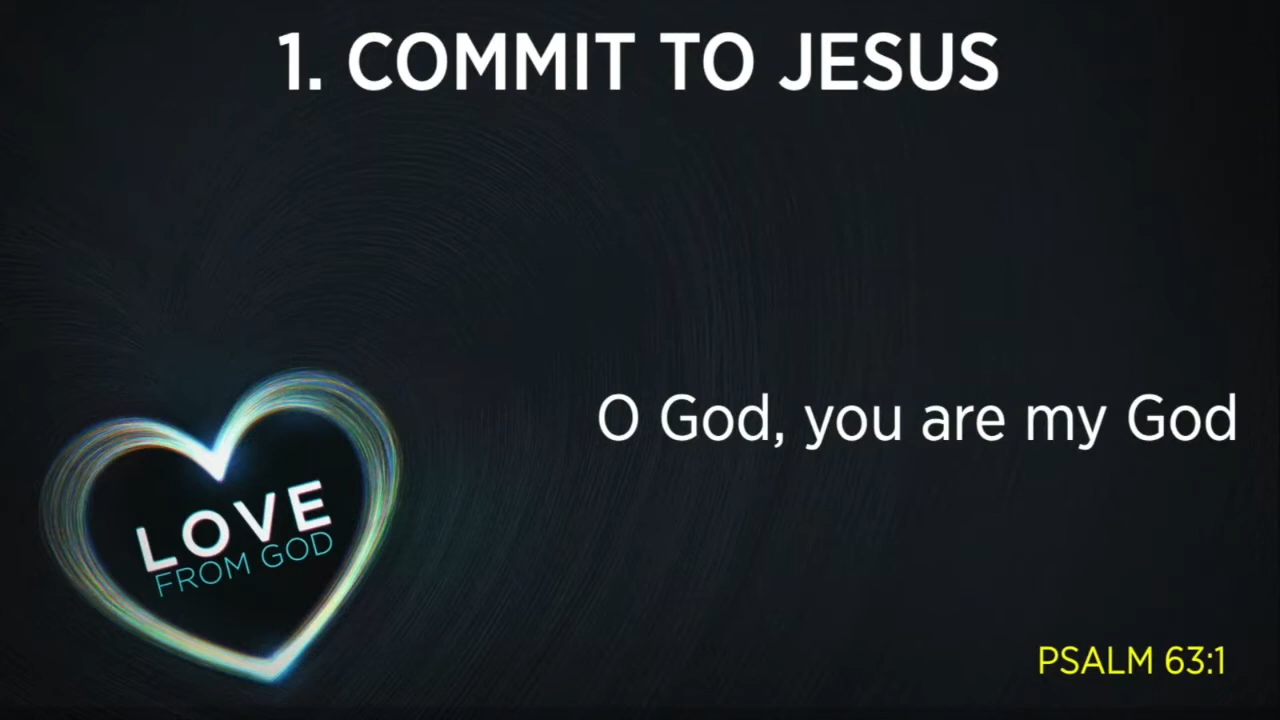 1. COMMIT TO JESUS
O God, you are my God
LOVE
FROM GOD
PSALM 63:1